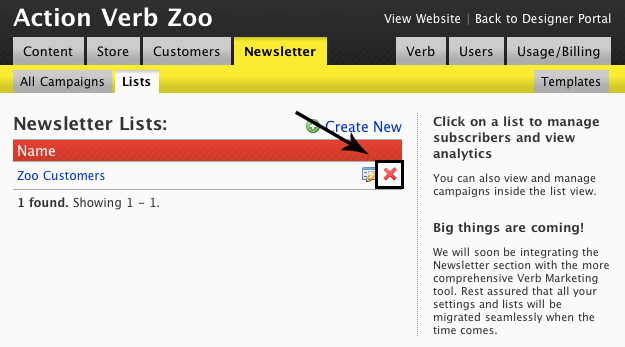 Action Verb Zoo
View Website | Back to Designer Portal
Content Store Customers Newsletter Verb Users Usage/Billing
All Campaigns Lists Templates
Newsletter Lists:
Create New
Name
Zoo Customers
1 found. Showing 1 - 1.
Click on a list to manage
subscribers and view
analytics
You can also view and manage
campaigns inside the list view.
Big things are coming!
We will soon be integrating the
Newsletter section with the more
comprehensive Verb Marketing
tool. Rest assured that all your
settings and lists will be
migrated seamlessly when the
time comes.